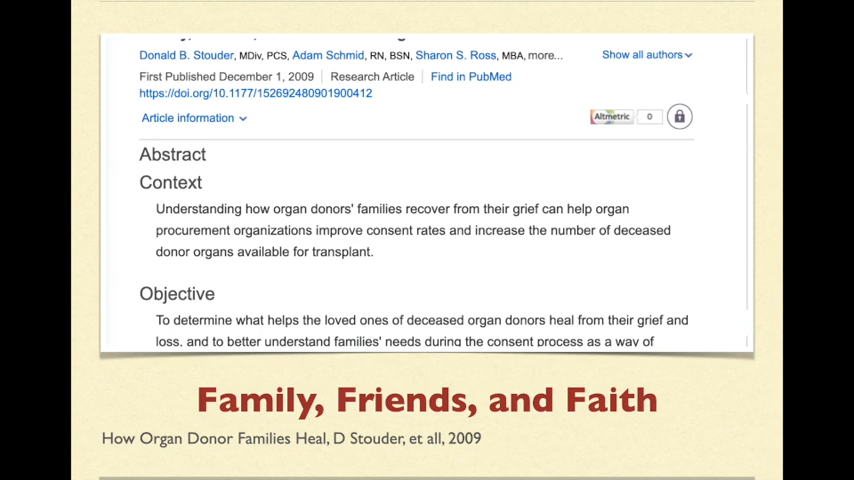 Donald B. Stouder, MDiv, PCS, Adam Schmid, RN, BSN, Sharon S. Ross, MBA, more... Show all authors
First Published December 1, 2009 | Research Article | Find in PubMed
https://doi.org/10.1177/152692480901900412
Article information
Altmetric 0
Abstract
Context
Understanding how organ donors' families recover from their grief can help organ
procurement organizations improve consent rates and increase the number of deceased
donor organs available for transplant.
Objective
To determine what helps the loved ones of deceased organ donors heal from their grief and
loss, and to better understand families' needs during the consent process as a way of
Family, Friends, and Faith
How Organ Donor Families Heal, D Stouder, et all, 2009